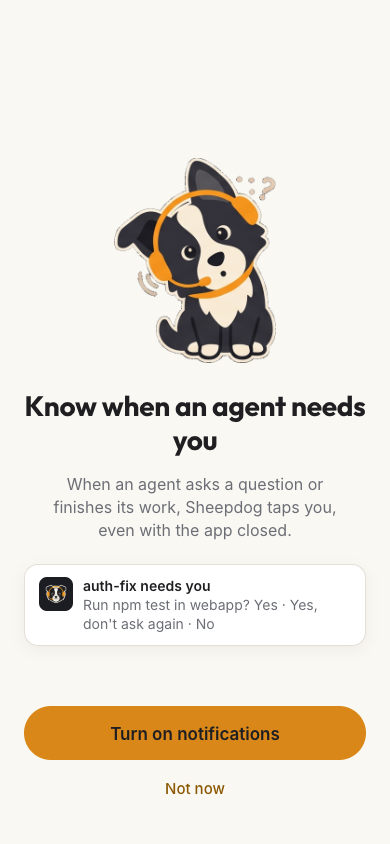 Know when an agent needs
you
When an agent asks a question or
finishes its work, Sheepdog taps you,
even with the app closed.
auth-fix needs you
Run npm test in webapp? Yes · Yes,
don't ask again · No
Turn on notifications
Not now